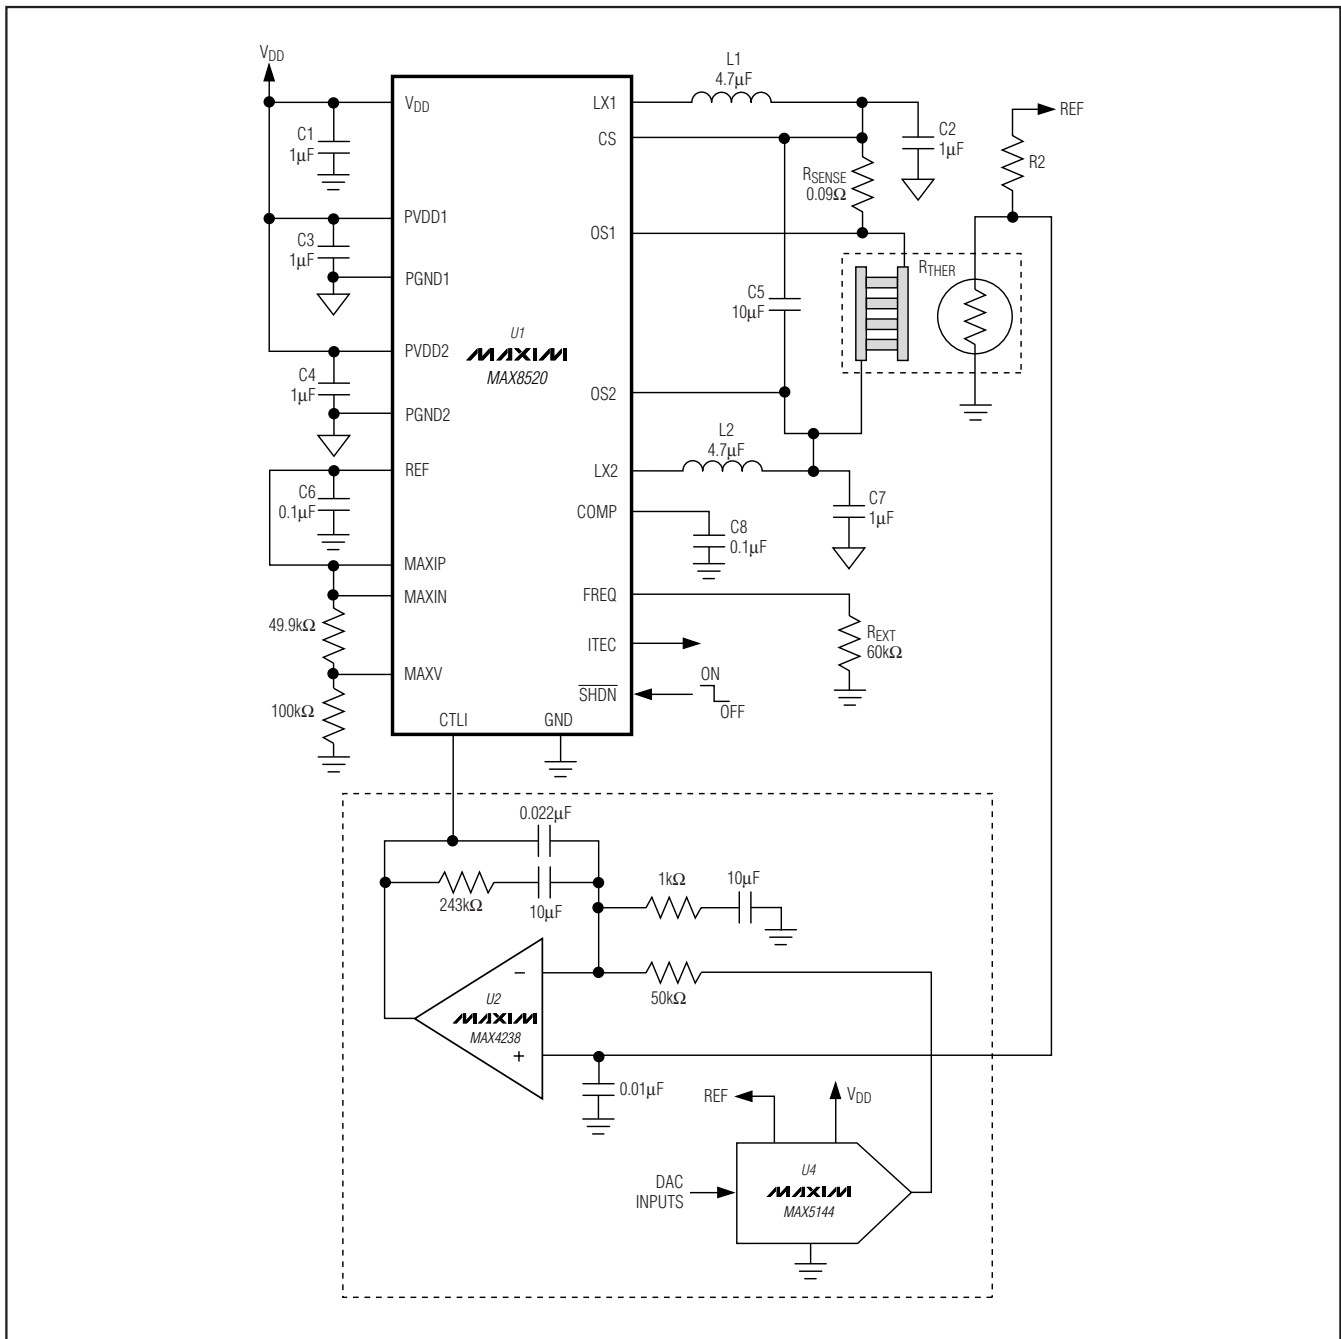 VDD
L1
4.7µF
VDD
LX1
REF
C1
1µF
C2
1µF
CS
R2
RSENSE
0.09Ω
PVDD1
OS1
C3
1µF
RTHER
PGND1
C5
10µF
U1
MAXIM
MAX8520
PVDD2
C4
1µF
OS2
PGND2
L2
4.7µF
REF
LX2
C6
0.1µF
C7
1µF
COMP
C8
0.1µF
MAXIP
MAXIN
FREQ
49.9kΩ
REXT
60kΩ
ITEC
MAXV
ON
SHDN
OFF
100kΩ
CTLI
GND
0.022µF
1kΩ
10µF
243kΩ
10µF
−
50kΩ
U2
MAXIM
MAX4238
+
0.01µF
REF
VDD
DAC
INPUTS
U4
MAXIM
MAX5144